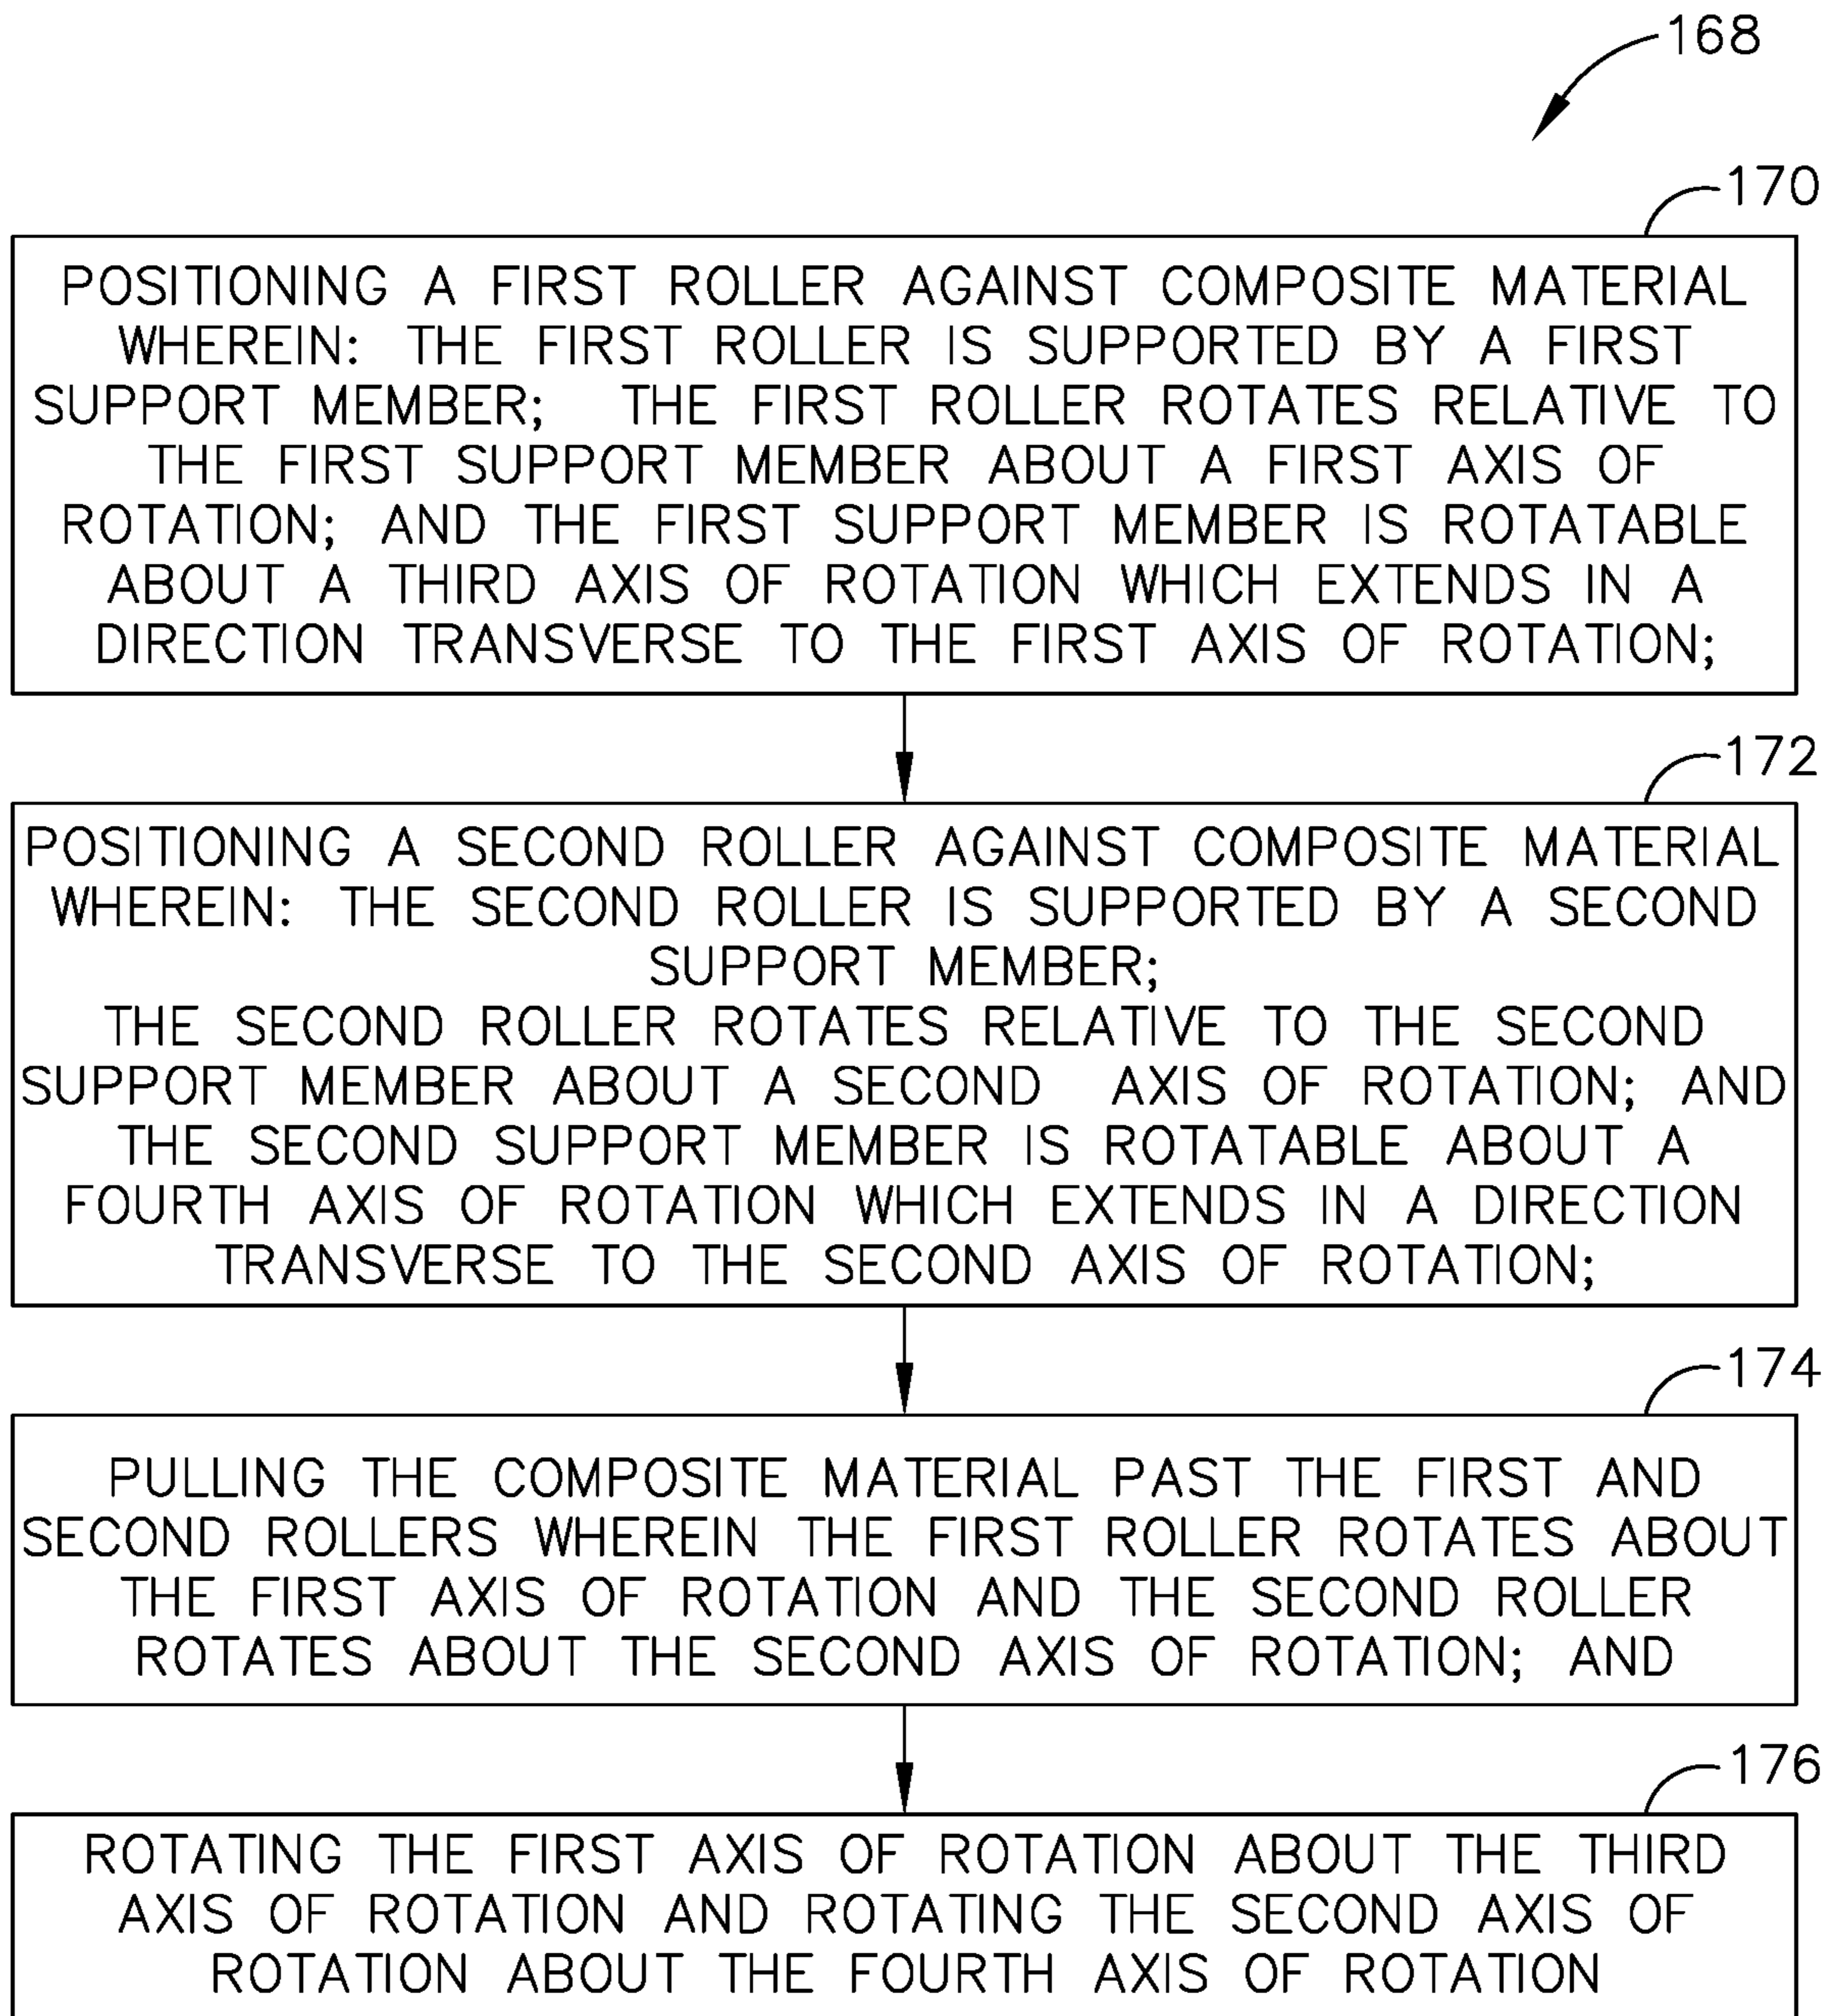 168
170
POSITIONING A FIRST ROLLER AGAINST COMPOSITE MATERIAL
WHEREIN: THE FIRST ROLLER IS SUPPORTED BY A FIRST
SUPPORT MEMBER; THE FIRST ROLLER ROTATES RELATIVE TO
THE FIRST SUPPORT MEMBER ABOUT A FIRST AXIS OF
ROTATION; AND THE FIRST SUPPORT MEMBER IS ROTATABLE
ABOUT A THIRD AXIS OF ROTATION WHICH EXTENDS IN A
DIRECTION TRANSVERSE TO THE FIRST AXIS OF ROTATION;
172
POSITIONING A SECOND ROLLER AGAINST COMPOSITE MATERIAL
WHEREIN: THE SECOND ROLLER IS SUPPORTED BY A SECOND
SUPPORT MEMBER;
THE SECOND ROLLER ROTATES RELATIVE TO THE SECOND
SUPPORT MEMBER ABOUT A SECOND AXIS OF ROTATION; AND
THE SECOND SUPPORT MEMBER IS ROTATABLE ABOUT A
FOURTH AXIS OF ROTATION WHICH EXTENDS IN A DIRECTION
TRANSVERSE TO THE SECOND AXIS OF ROTATION;
174
PULLING THE COMPOSITE MATERIAL PAST THE FIRST AND
SECOND ROLLERS WHEREIN THE FIRST ROLLER ROTATES ABOUT
THE FIRST AXIS OF ROTATION AND THE SECOND ROLLER
ROTATES ABOUT THE SECOND AXIS OF ROTATION; AND
176
ROTATING THE FIRST AXIS OF ROTATION ABOUT THE THIRD
AXIS OF ROTATION AND ROTATING THE SECOND AXIS OF
ROTATION ABOUT THE FOURTH AXIS OF ROTATION